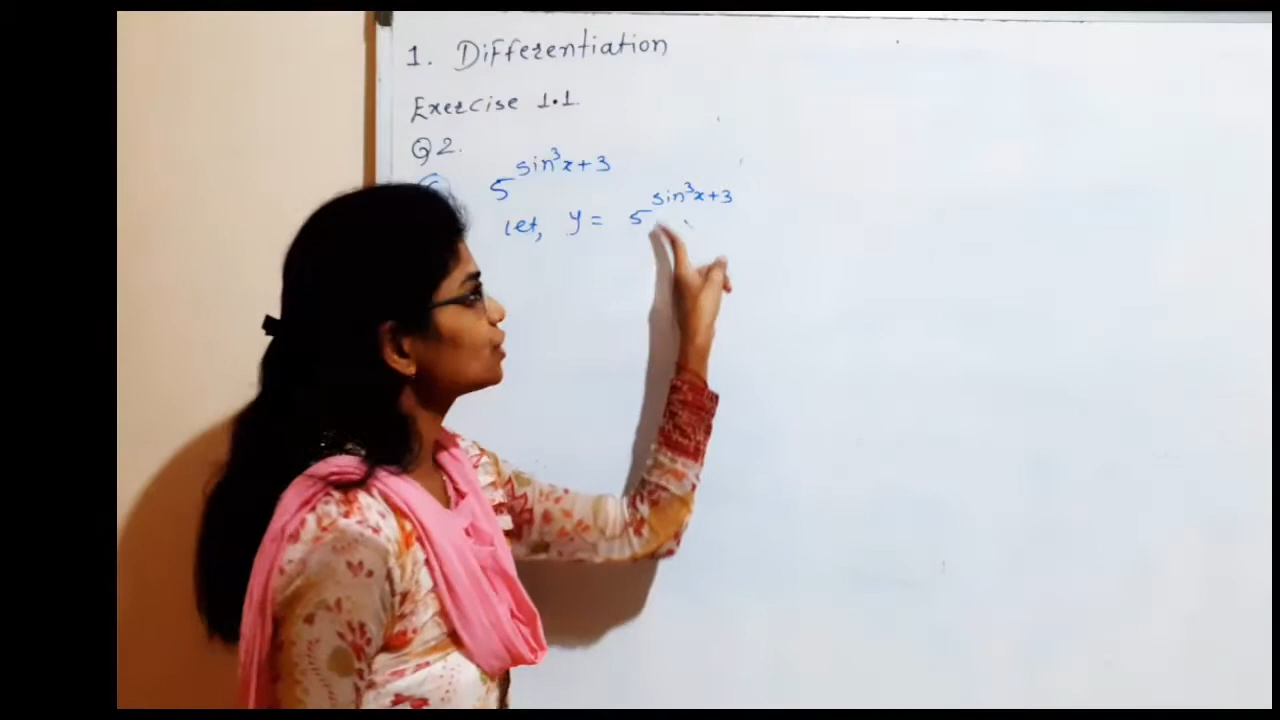 1. Differentiation
Exercise 1.1
Q2.
5^sin³x+3
let, y = 5^sin³x+3